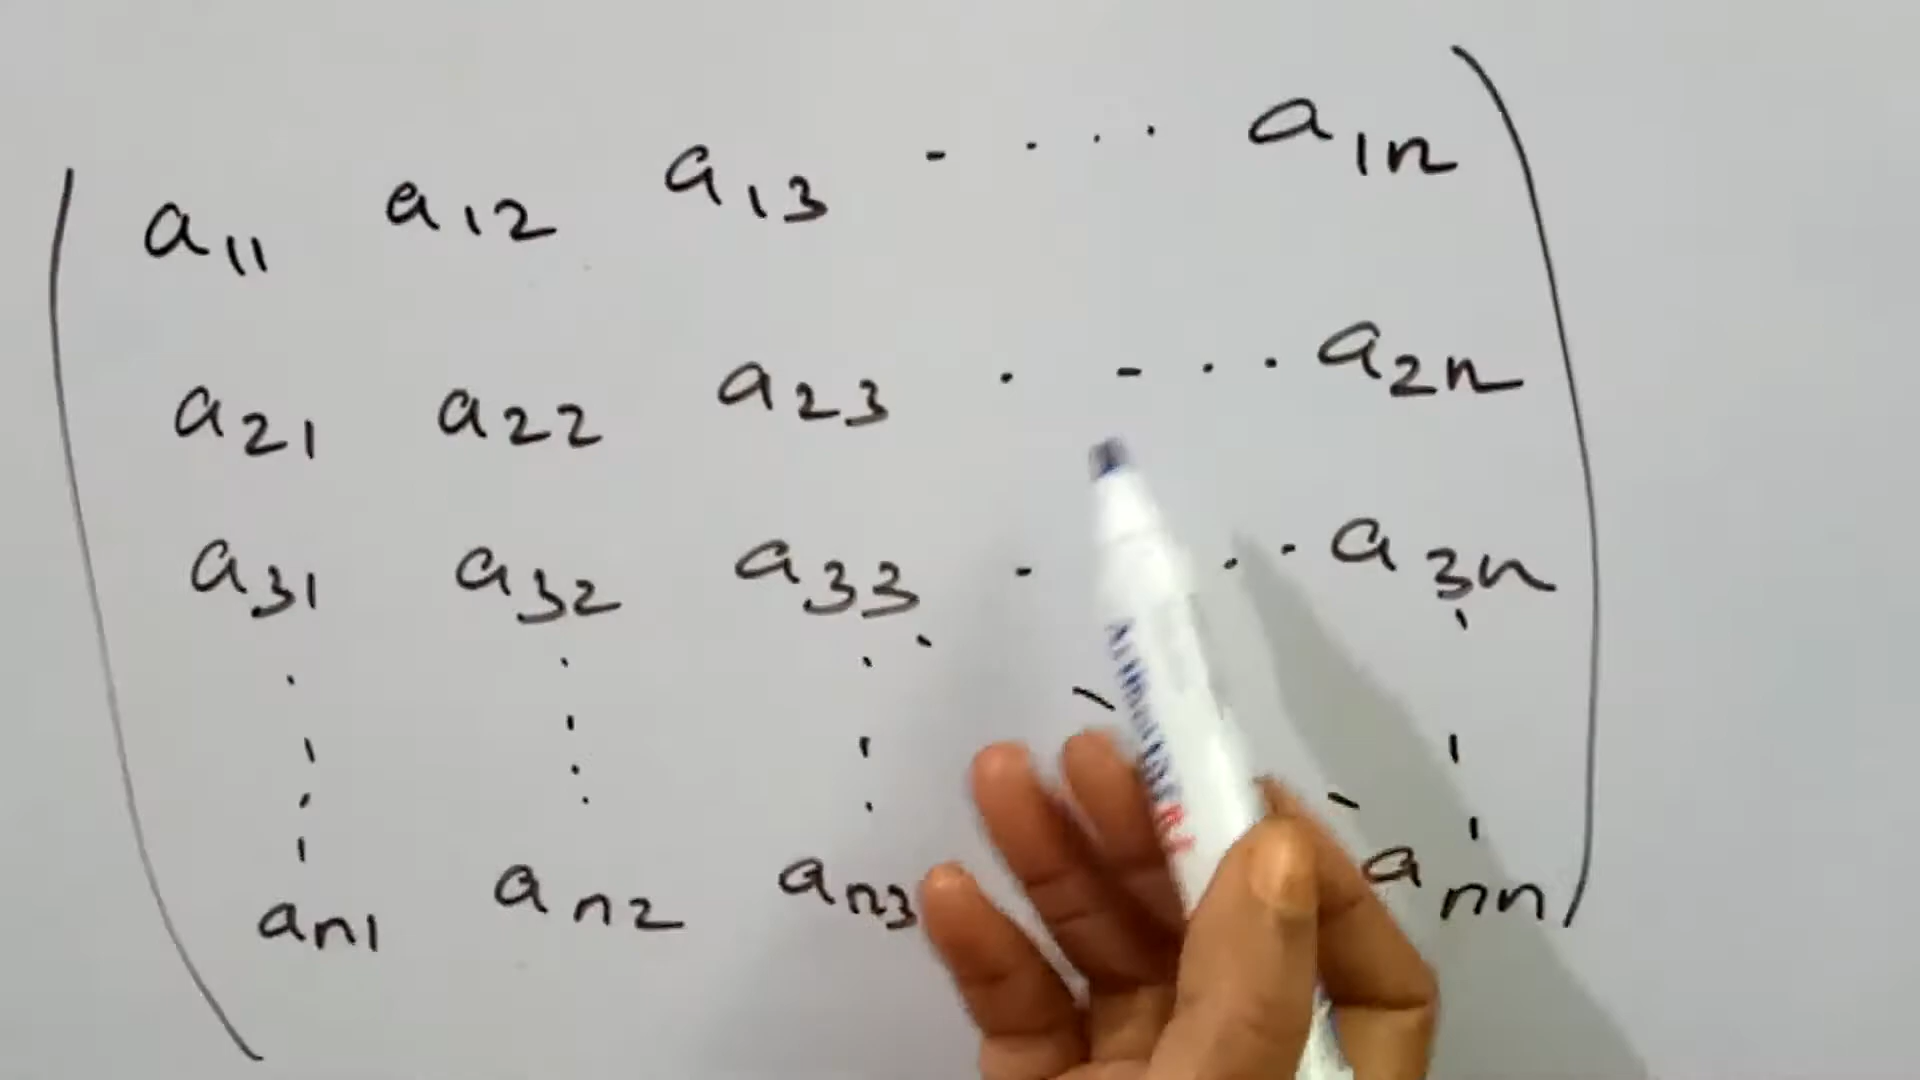 a11 a12 a13 - . . . a1n
a21 a22 a23 . - . . a2n
a31 a32 a33 . . . a3n
an1 an2 an3 ann